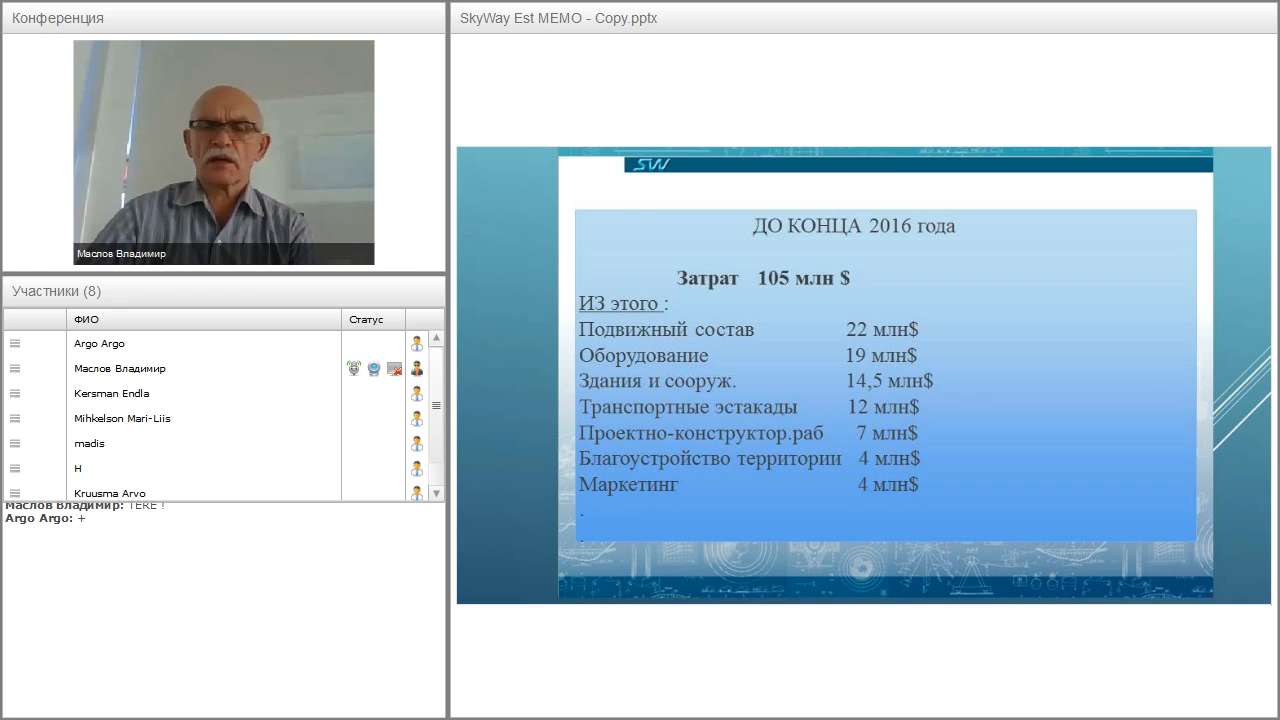 Конференция
Маслов Владимир
Участники (8)
ФИО Статус
Argo Argo
Маслов Владимир
Kersman Endla
Mihkelson Mari-Liis
madis
H
Kruusma Arvo
Маслов Владимир: TERE !
Argo Argo: +
SkyWay Est MEMO - Copy.pptx
SW
ДО КОНЦА 2016 года
Затрат 105 млн $
ИЗ этого :
Подвижный состав 22 млн$
Оборудование 19 млн$
Здания и сооруж. 14,5 млн$
Транспортные эстакады 12 млн$
Проектно-конструктор.раб 7 млн$
Благоустройство территории 4 млн$
Маркетинг 4 млн$
.
.